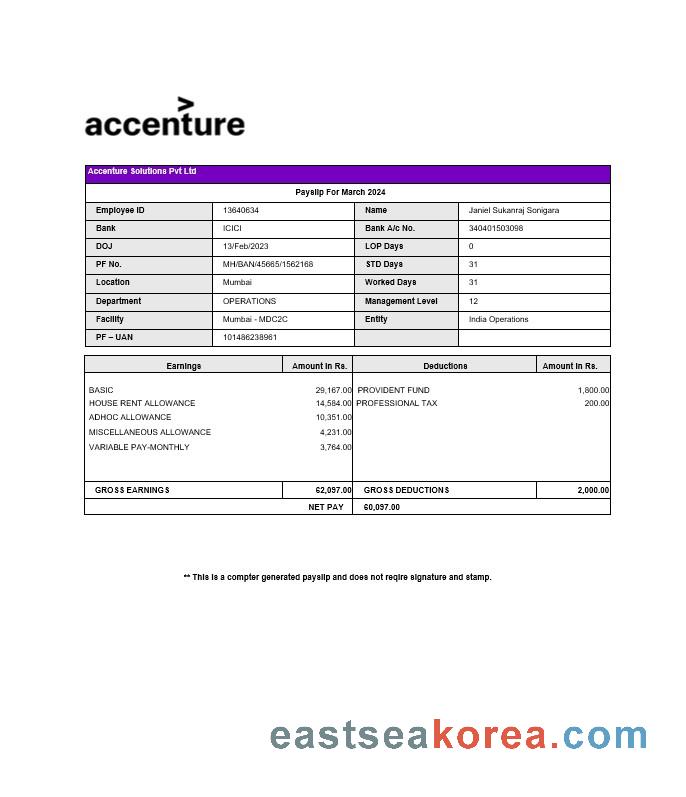 accenture
Accenture Solutions Pvt Ltd
Payslip For March 2024
Employee ID 13640634 Name Janiel Sukanraj Sonigara
Bank ICICI Bank A/c No. 340401503098
DOJ 13/Feb/2023 LOP Days 0
PF No. MH/BAN/45665/1562168 STD Days 31
Location Mumbai Worked Days 31
Department OPERATIONS Management Level 12
Facility Mumbai - MDC2C Entity India Operations
PF – UAN 101486238961
Earnings Amount in Rs. Deductions Amount in Rs.
BASIC 29,167.00 PROVIDENT FUND 1,800.00
HOUSE RENT ALLOWANCE 14,584.00 PROFESSIONAL TAX 200.00
ADHOC ALLOWANCE 10,351.00
MISCELLANEOUS ALLOWANCE 4,231.00
VARIABLE PAY-MONTHLY 3,764.00
GROSS EARNINGS 62,097.00 GROSS DEDUCTIONS 2,000.00
NET PAY 60,097.00
** This is a compter generated payslip and does not reqire signature and stamp.
eastseakorea.com